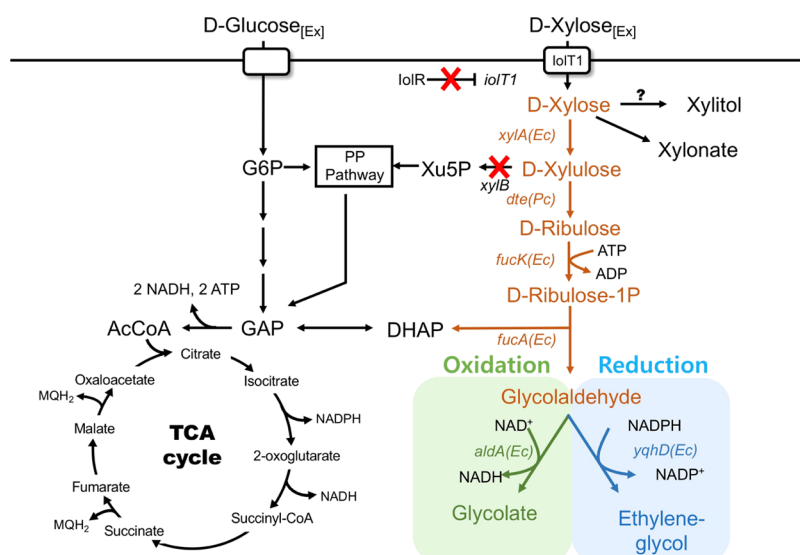 D-Glucose[Ex]
D-Xylose[Ex]
IolT1
IolR
iolT1
D-Xylose
?
Xylitol
Xylonate
xylA(Ec)
G6P
PP
Pathway
Xu5P
xylB
D-Xylulose
dte(Pc)
D-Ribulose
ATP
fucK(Ec)
ADP
D-Ribulose-1P
2 NADH, 2 ATP
AcCoA
GAP
DHAP
fucA(Ec)
Citrate
Oxaloacetate
Isocitrate
MQH2
NADPH
Malate
TCA
cycle
2-oxoglutarate
Fumarate
NADH
MQH2
Succinate
Succinyl-CoA
Oxidation
Reduction
Glycolaldehyde
NAD+
NADPH
aldA(Ec)
yqhD(Ec)
NADH
NADP+
Glycolate
Ethylene-
glycol